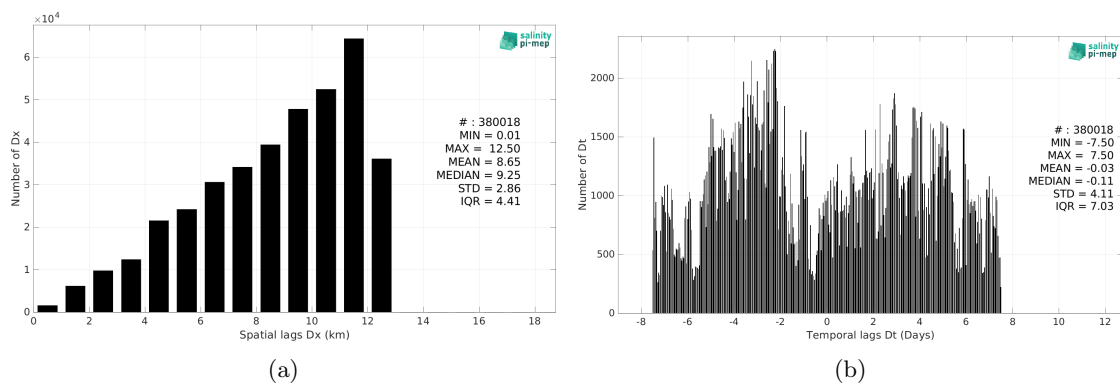 ×10⁴
6
5
4
3
2
1
0
Number of Dx
0 2 4 6 8 10 12 14 16 18
Spatial lags Dx (km)
salinity
pi-mep
# : 380018
MIN = 0.01
MAX = 12.50
MEAN = 8.65
MEDIAN = 9.25
STD = 2.86
IQR = 4.41
(a)
2000
1500
1000
500
0
Number of Dt
-8 -6 -4 -2 0 2 4 6 8 10 12
Temporal lags Dt (Days)
salinity
pi-mep
# : 380018
MIN = -7.50
MAX = 7.50
MEAN = -0.03
MEDIAN = -0.11
STD = 4.11
IQR = 7.03
(b)